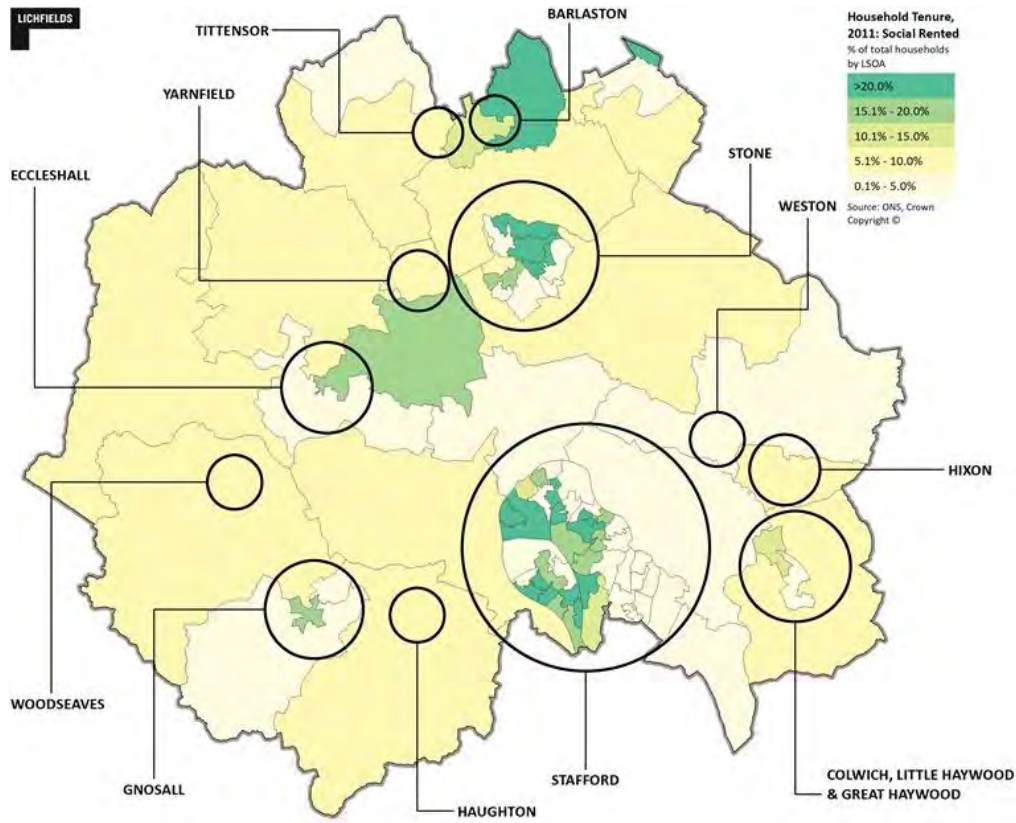 LICHFIELDS
TITTENSOR
BARLASTON
YARNFIELD
ECCLESHALL
STONE
WESTON
Household Tenure,
2011: Social Rented
% of total households
by LSOA
>20.0%
15.1% - 20.0%
10.1% - 15.0%
5.1% - 10.0%
0.1% - 5.0%
Source: ONS, Crown
Copyright ©
HIXON
WOODSEAVES
GNOSALL
HAUGHTON
STAFFORD
COLWICH, LITTLE HAYWOOD
& GREAT HAYWOOD